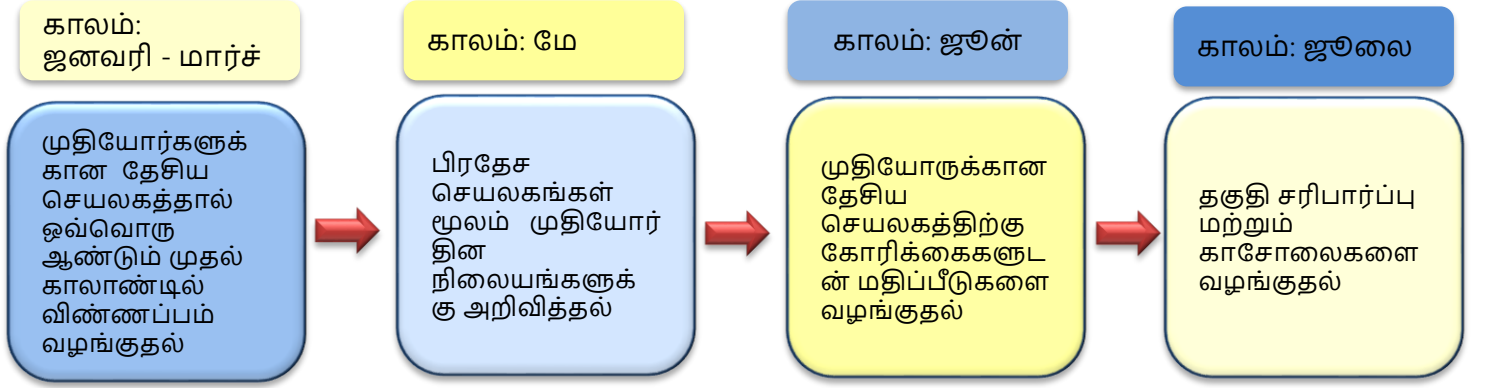 காலம்:
ஜனவரி - மார்ச்
முதியோர்களுக்
கான தேசிய
செயலகத்தால்
ஒவ்வொரு
ஆண்டும் முதல்
காலாண்டில்
விண்ணப்பம்
வழங்குதல்
காலம்: மே
பிரதேச
செயலகங்கள்
மூலம் முதியோர்
தின
நிலையங்களுக்
கு அறிவித்தல்
காலம்: ஜூன்
முதியோருக்கான
தேசிய
செயலகத்திற்கு
கோரிக்கைகளுட
ன் மதிப்பீடுகளை
வழங்குதல்
காலம்: ஜூலை
தகுதி சரிபார்ப்பு
மற்றும்
காசோலைகளை
வழங்குதல்